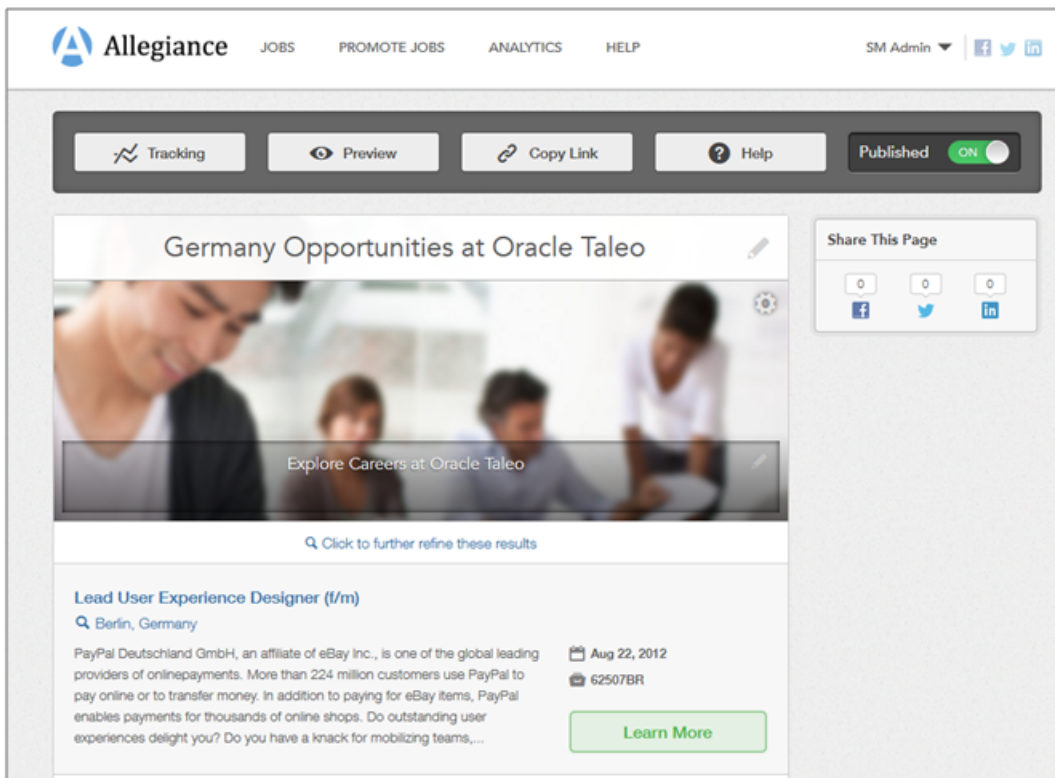 Allegiance JOBS PROMOTE JOBS ANALYTICS HELP SM Admin
Tracking Preview Copy Link Help Published ON
Germany Opportunities at Oracle Taleo
Share This Page
0 0 0
Explore Careers at Oracle Taleo
Click to further refine these results
Lead User Experience Designer (f/m)
Berlin, Germany
PayPal Deutschland GmbH, an affiliate of eBay Inc., is one of the global leading
providers of onlinepayments. More than 224 million customers use PayPal to
pay online or to transfer money. In addition to paying for eBay items, PayPal
enables payments for thousands of online shops. Do outstanding user
experiences delight you? Do you have a knack for mobilizing teams,...
Aug 22, 2012
62507BR
Learn More